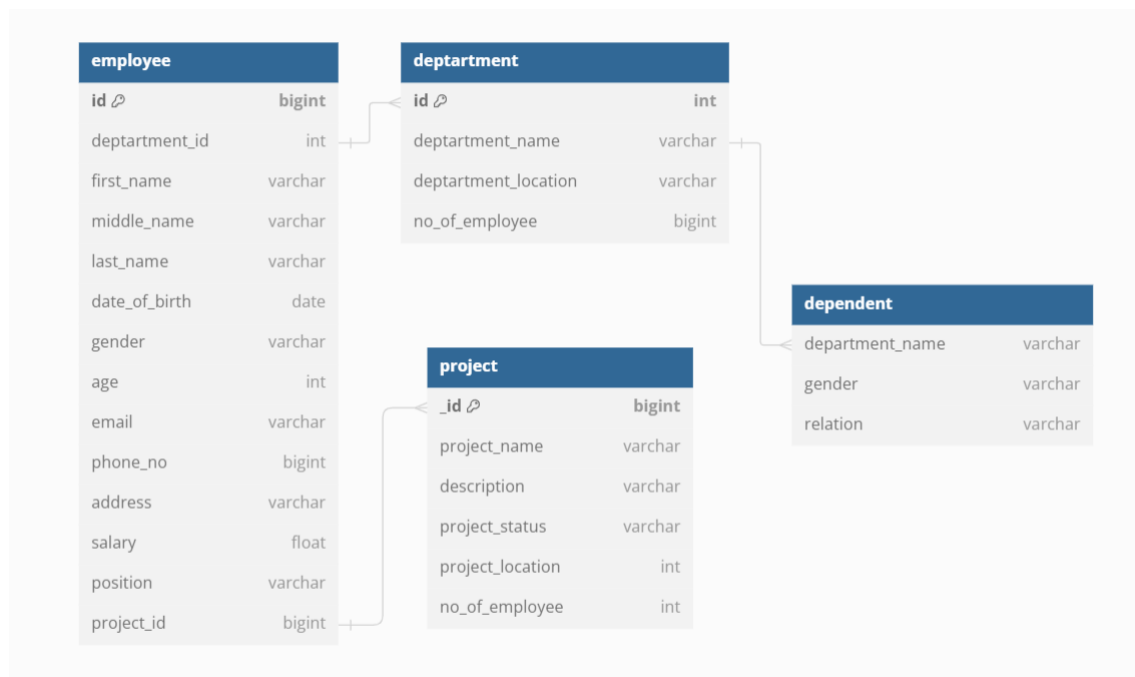 employee
id bigint
deptartment_id int
first_name varchar
middle_name varchar
last_name varchar
date_of_birth date
gender varchar
age int
email varchar
phone_no bigint
address varchar
salary float
position varchar
project_id bigint
deptartment
id int
deptartment_name varchar
deptartment_location varchar
no_of_employee bigint
project
_id bigint
project_name varchar
description varchar
project_status varchar
project_location int
no_of_employee int
dependent
department_name varchar
gender varchar
relation varchar